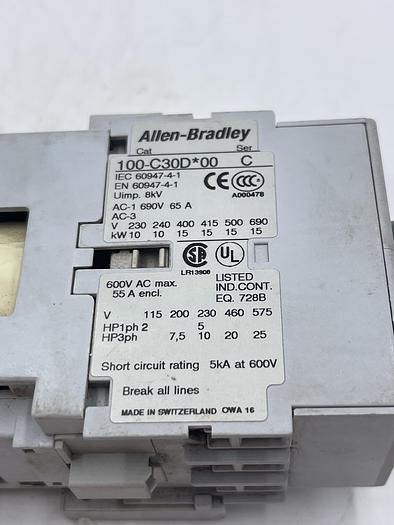 Allen-Bradley
Cat Ser
100-C30D*00 C
IEC 60947-4-1
EN 60947-4-1
Uimp. 8kV
CE CCC
A000478
AC-1 690V 65 A
AC-3
V 230 240 400 415 500 690
kW 10 10 15 15 15 15
SA UL
LR13908
600V AC max.
55 A encl.
LISTED
IND.CONT.
EQ. 728B
V 115 200 230 460 575
HP1ph 2 5
HP3ph 7,5 10 20 25
Short circuit rating 5kA at 600V
Break all lines
MADE IN SWITZERLAND OWA 16